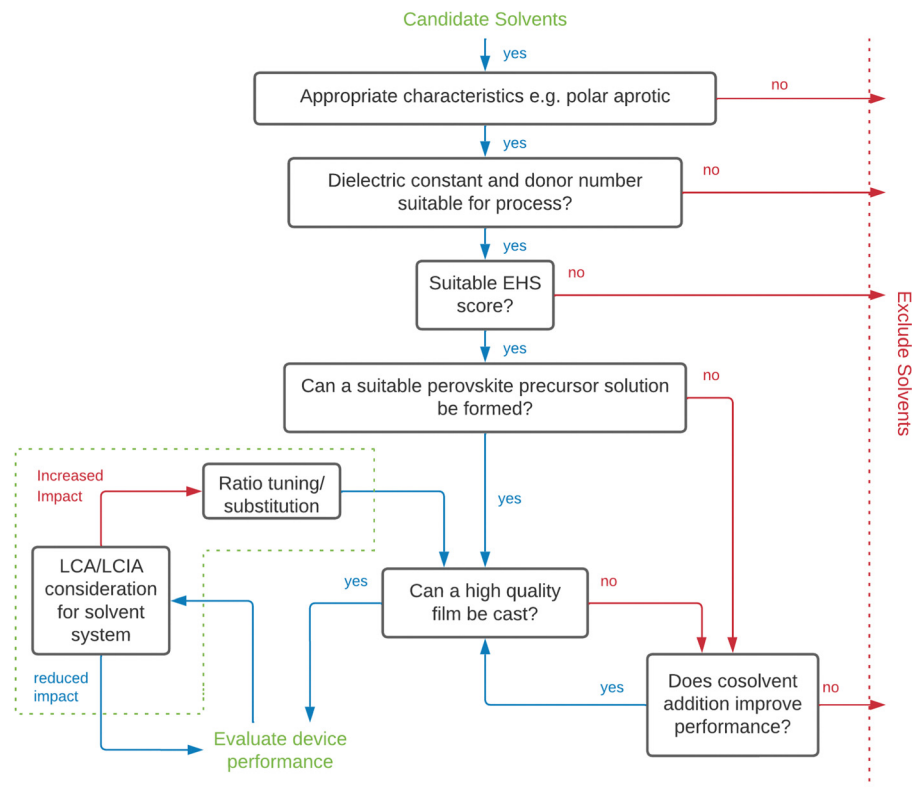 Candidate Solvents
yes
Appropriate characteristics e.g. polar aprotic
no
yes
Dielectric constant and donor number
suitable for process?
no
yes
Suitable EHS
score?
no
Exclude Solvents
yes
Can a suitable perovskite precursor solution
be formed?
no
yes
Increased
Impact
Ratio tuning/
substitution
LCA/LCIA
consideration
for solvent
system
yes
Can a high quality
film be cast?
no
reduced
impact
yes
Does cosolvent
addition improve
performance?
no
Evaluate device
performance